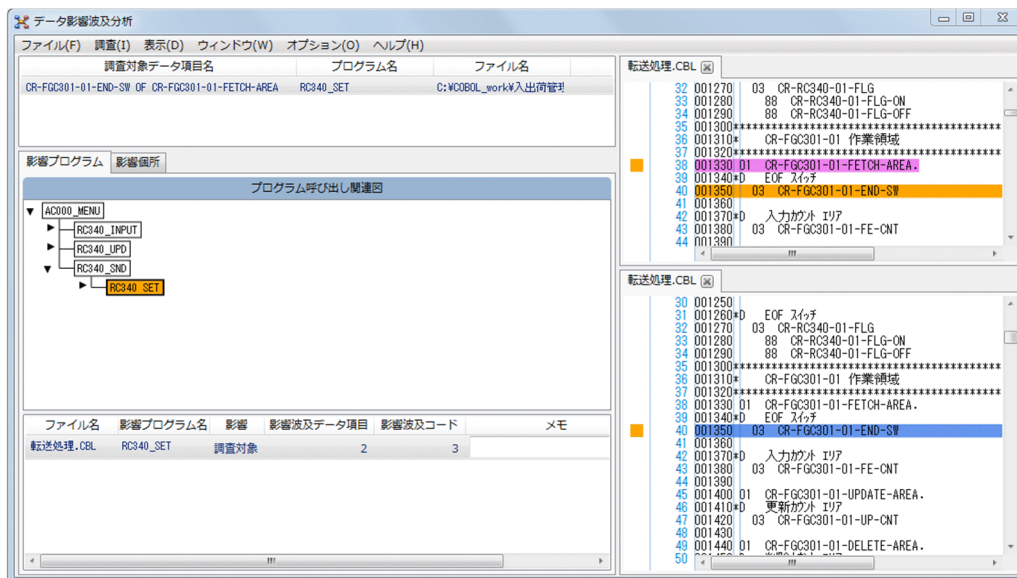 データ影響波及分析
ファイル(F) 調査(I) 表示(D) ウィンドウ(W) オプション(O) ヘルプ(H)
調査対象データ項目名 プログラム名 ファイル名
CR-FGC301-01-END-SW OF CR-FGC301-01-FETCH-AREA RC340_SET C:¥COBOL_work¥入出荷管理
影響プログラム 影響個所
プログラム呼び出し関連図
AC000_MENU
RC340_INPUT
RC340_UPD
RC340_SND
RC340_SET
ファイル名 影響プログラム名 影響 影響波及データ項目 影響波及コード メモ
転送処理.CBL RC340_SET 調査対象 2 3
転送処理.CBL
32 001270 03 CR-RC340-01-FLG
33 001280 88 CR-RC340-01-FLG-ON
34 001290 88 CR-RC340-01-FLG-OFF
35 001300*************************************
36 001310* CR-FGC301-01 作業領域
37 001320*************************************
38 001330 01 CR-FGC301-01-FETCH-AREA.
39 001340*D EOF スイッチ
40 001350 03 CR-FGC301-01-END-SW
41 001360
42 001370*D 入力カウント エリア
43 001380 03 CR-FGC301-01-FE-CNT
44 001390
転送処理.CBL
30 001250
31 001260*D EOF スイッチ
32 001270 03 CR-RC340-01-FLG
33 001280 88 CR-RC340-01-FLG-ON
34 001290 88 CR-RC340-01-FLG-OFF
35 001300*************************************
36 001310* CR-FGC301-01 作業領域
37 001320*************************************
38 001330 01 CR-FGC301-01-FETCH-AREA.
39 001340*D EOF スイッチ
40 001350 03 CR-FGC301-01-END-SW
41 001360
42 001370*D 入力カウント エリア
43 001380 03 CR-FGC301-01-FE-CNT
44 001390
45 001400 01 CR-FGC301-01-UPDATE-AREA.
46 001410*D 更新カウント エリア
47 001420 03 CR-FGC301-01-UP-CNT
48 001430
49 001440 01 CR-FGC301-01-DELETE-AREA.
50